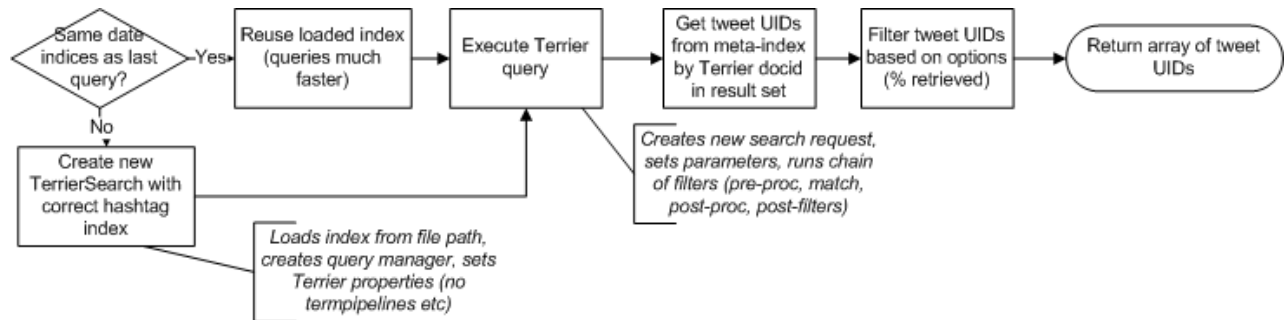 Same date
indices as last
query?
Yes
Reuse loaded index
(queries much
faster)
Execute Terrier
query
Get tweet UIDs
from meta-index
by Terrier docid
in result set
Filter tweet UIDs
based on options
(% retrieved)
Return array of tweet
UIDs
No
Create new
TerrierSearch with
correct hashtag
index
Creates new search request,
sets parameters, runs chain
of filters (pre-proc, match,
post-proc, post-filters)
Loads index from file path,
creates query manager, sets
Terrier properties (no
termpipelines etc)